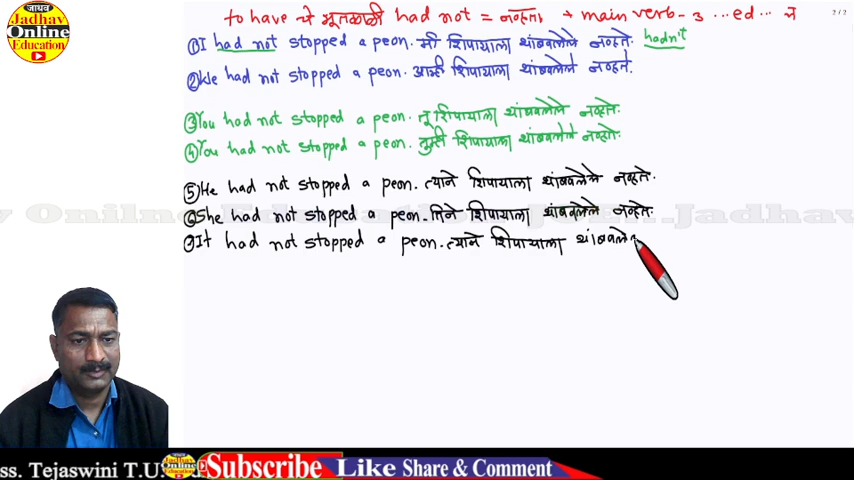 to have चे भूतकाळी had not = नव्हता + main verb - 3 ...ed... चे
2/2
जाधव
Jadhav
Online
Education
① I had not stopped a peon. मी शिपायाला थांबवलेले नव्हते. hadn't
② We had not stopped a peon. आम्ही शिपायाला थांबवलेले नव्हते.
③ You had not stopped a peon. तू शिपायाला थांबवलेले नव्हते.
④ You had not stopped a peon. तुम्ही शिपायाला थांबवलेले नव्हते.
⑤ He had not stopped a peon. त्याने शिपायाला थांबवलेले नव्हते.
⑥ She had not stopped a peon. तिने शिपायाला थांबवलेले नव्हते.
⑦ It had not stopped a peon. त्याने शिपायाला थांबवले
ss. Tejaswini T.U.
Jadhav Online Education
Subscribe Like Share & Comment